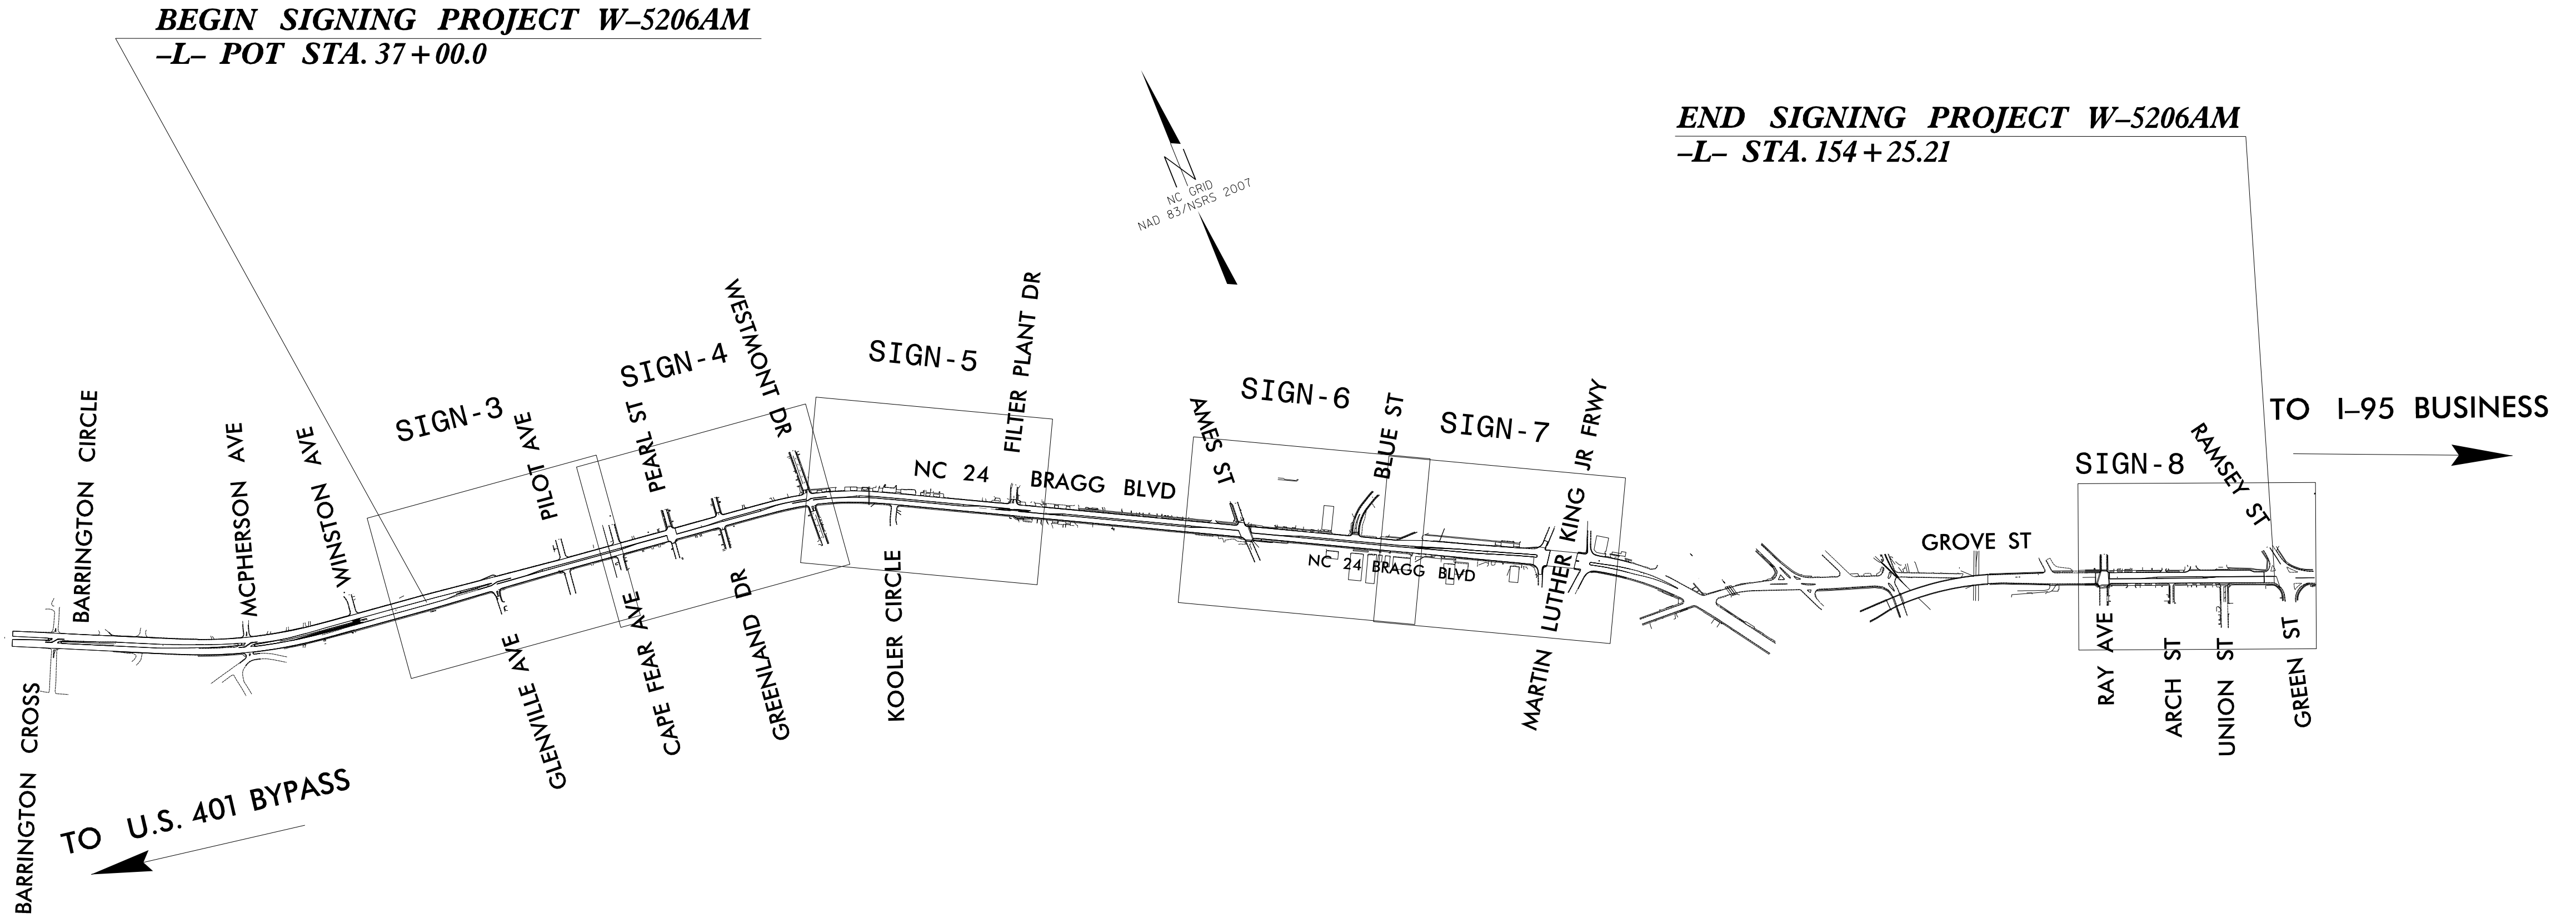 BEGIN SIGNING PROJECT W–5206AM
–L– POT STA. 37+00.0
END SIGNING PROJECT W–5206AM
–L– STA. 154+25.21
N
NC GRID
NAD 83/NSRS 2007
BARRINGTON CIRCLE
MCPHERSON AVE
WINSTON AVE
SIGN-3
PILOT AVE
SIGN-4
PEARL ST
WESTMONT DR
SIGN-5
FILTER PLANT DR
NC 24 BRAGG BLVD
AMES ST
SIGN-6
BLUE ST
SIGN-7
MARTIN LUTHER KING JR FRWY
NC 24 BRAGG BLVD
GROVE ST
SIGN-8
RAMSEY ST
TO I–95 BUSINESS
BARRINGTON CROSS
TO U.S. 401 BYPASS
GLENVILLE AVE
CAPE FEAR AVE
GREENLAND DR
KOOLER CIRCLE
RAY AVE
ARCH ST
UNION ST
GREEN ST